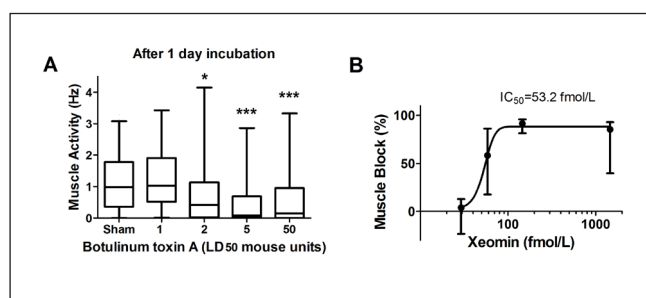 After 1 day incubation
A
Muscle Activity (Hz)
4
3
2
1
0
*
***
***
Sham 1 2 5 50
Botulinum toxin A (LD50 mouse units)
B
IC50=53.2 fmol/L
Muscle Block (%)
100
50
0
100 1000
Xeomin (fmol/L)